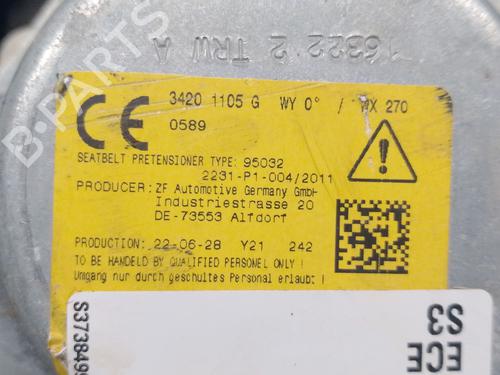 16322 2 TRW A
3420 1105 G WY 0° / WX 270
CE 0589
SEATBELT PRETENSIONER TYPE: 95032
2231-P1-004/2011
PRODUCER: ZF Automotive Germany GmbH
Industriestrasse 20
DE-73553 Alfdorf
PRODUCTION: 22-06-28 Y21 242
TO BE HANDELD BY QUALIFIED PERSONEL ONLY !
Umgang nur durch geschultes Personal erlaubt !
ECE
S3
B-PARTS